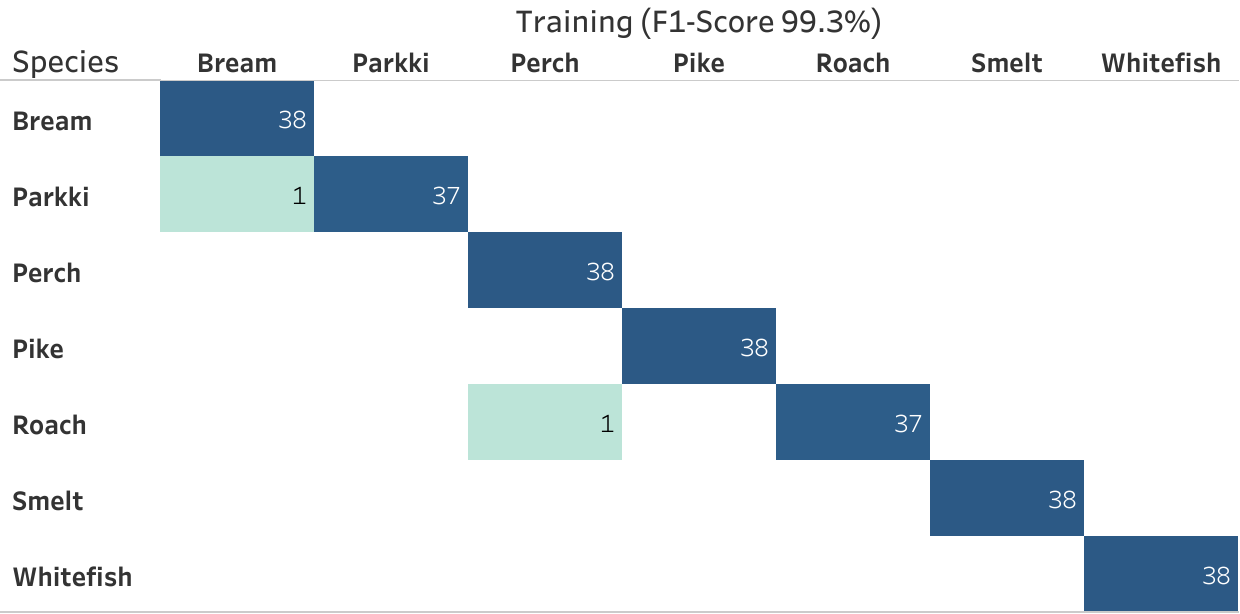 Training (F1-Score 99.3%)
Species Bream Parkki Perch Pike Roach Smelt Whitefish
Bream 38
Parkki 1 37
Perch 38
Pike 38
Roach 1 37
Smelt 38
Whitefish 38